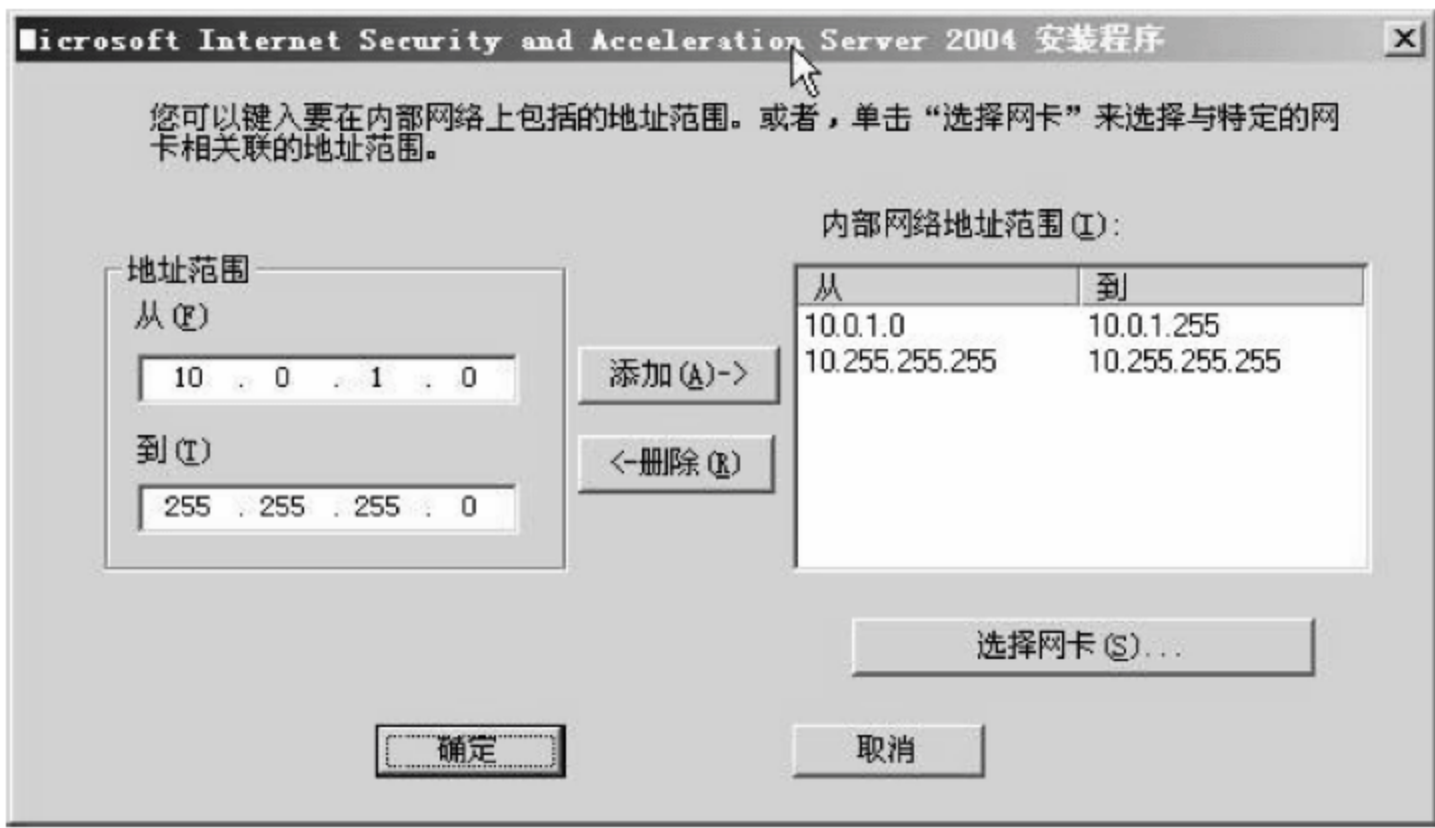 Microsoft Internet Security and Acceleration Server 2004 安装程序
您可以键入要在内部网络上包括的地址范围。或者，单击“选择网卡”来选择与特定的网
卡相关联的地址范围。
内部网络地址范围(I):
地址范围
从(F)
10 . 0 . 1 . 0
到(T)
255 . 255 . 255 . 0
添加(A)->
<-删除(R)
从 到
10.0.1.0 10.0.1.255
10.255.255.255 10.255.255.255
选择网卡(S)...
确定 取消